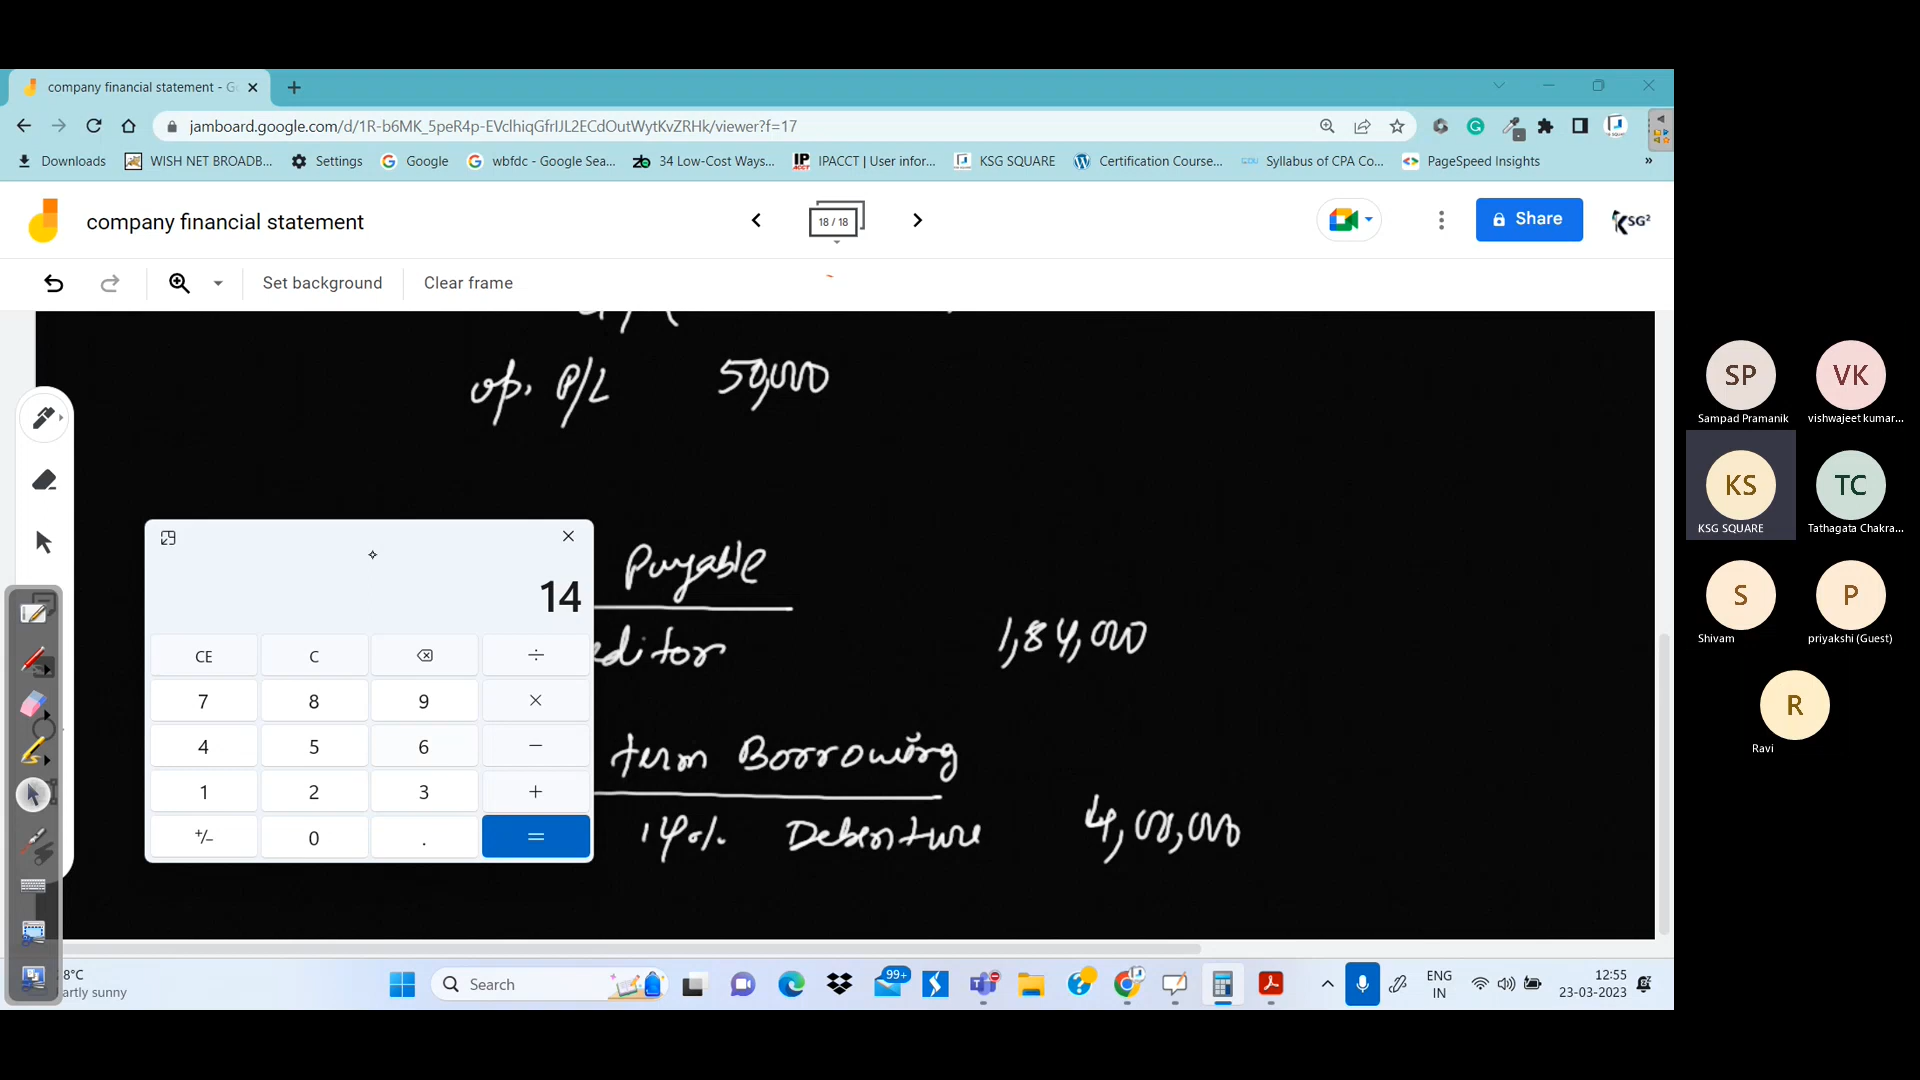 company financial statement - G
jamboard.google.com/d/1R-b6MK_5peR4p-EVclhiqGfrIJL2ECdOutWytKvZRHk/viewer?f=17
Downloads WISH NET BROADB... Settings Google wbfdc - Google Sea... 34 Low-Cost Ways... IPACCT | User infor... KSG SQUARE Certification Course... Syllabus of CPA Co... PageSpeed Insights »
company financial statement 18 / 18 Share KSG²
Set background Clear frame
op. P/L 50,000
Payable
editor 1,84,000
term Borrowing
14% Debenture 4,00,000
14
CE C ÷
7 8 9 ×
4 5 6 −
1 2 3 +
+/− 0 . =
SP VK
Sampad Pramanik vishwajeet kumar...
KS TC
KSG SQUARE Tathagata Chakra...
S P
Shivam priyakshi (Guest)
R
Ravi
8°C
artly sunny
Search 99+ ENG
IN
12:55
23-03-2023